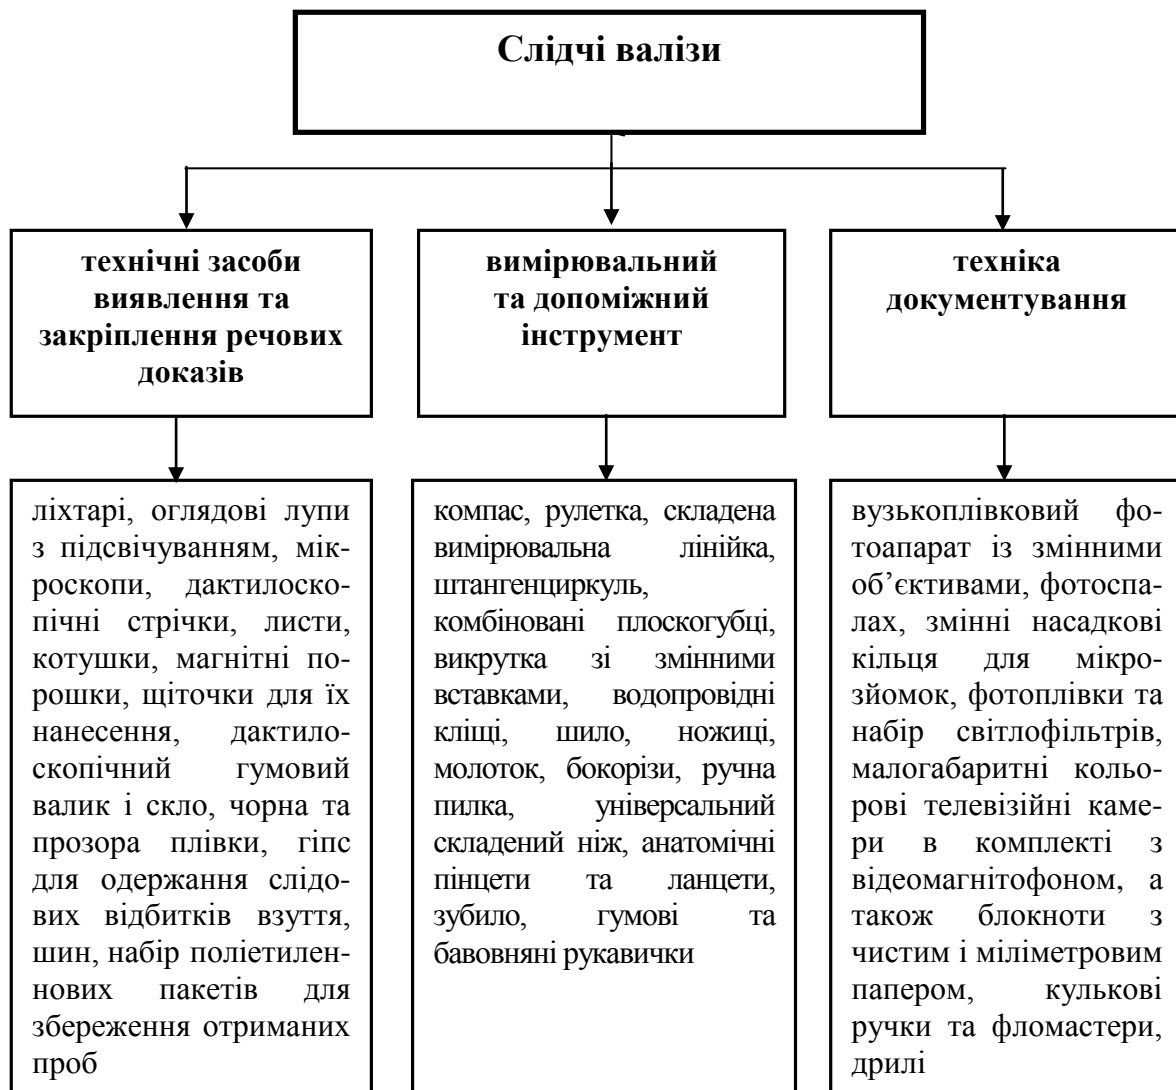 Слідчі валізи
технічні засоби
виявлення та
закріплення речових
доказів
вимірювальний
та допоміжний
інструмент
техніка
документування
ліхтарі, оглядові лупи
з підсвічуванням, мік-
роскопи, дактилоско-
пічні стрічки, листи,
котушки, магнітні по-
рошки, щіточки для їх
нанесення, дактило-
скопічний гумовий
валик і скло, чорна та
прозора плівки, гіпс
для одержання слідо-
вих відбитків взуття,
шин, набір поліетилен-
нових пакетів для
збереження отриманих
проб
компас, рулетка, складена
вимірювальна лінійка,
штангенциркуль,
комбіновані плоскогубці,
викрутка зі змінними
вставками, водопровідні
кліщі, шило, ножиці,
молоток, бокорізи, ручна
пилка, універсальний
складений ніж, анатомічні
пінцети та ланцети,
зубило, гумові та
бавовняні рукавички
вузькоплівковий фо-
тоапарат із змінними
об’єктивами, фотоспа-
лах, змінні насадкові
кільця для мікро-
зйомок, фотоплівки та
набір світлофільтрів,
малогабаритні кольо-
рові телевізійні каме-
ри в комплекті з
відеомагнітофоном, а
також блокноти з
чистим і міліметровим
папером, кулькові
ручки та фломастери,
дрилі